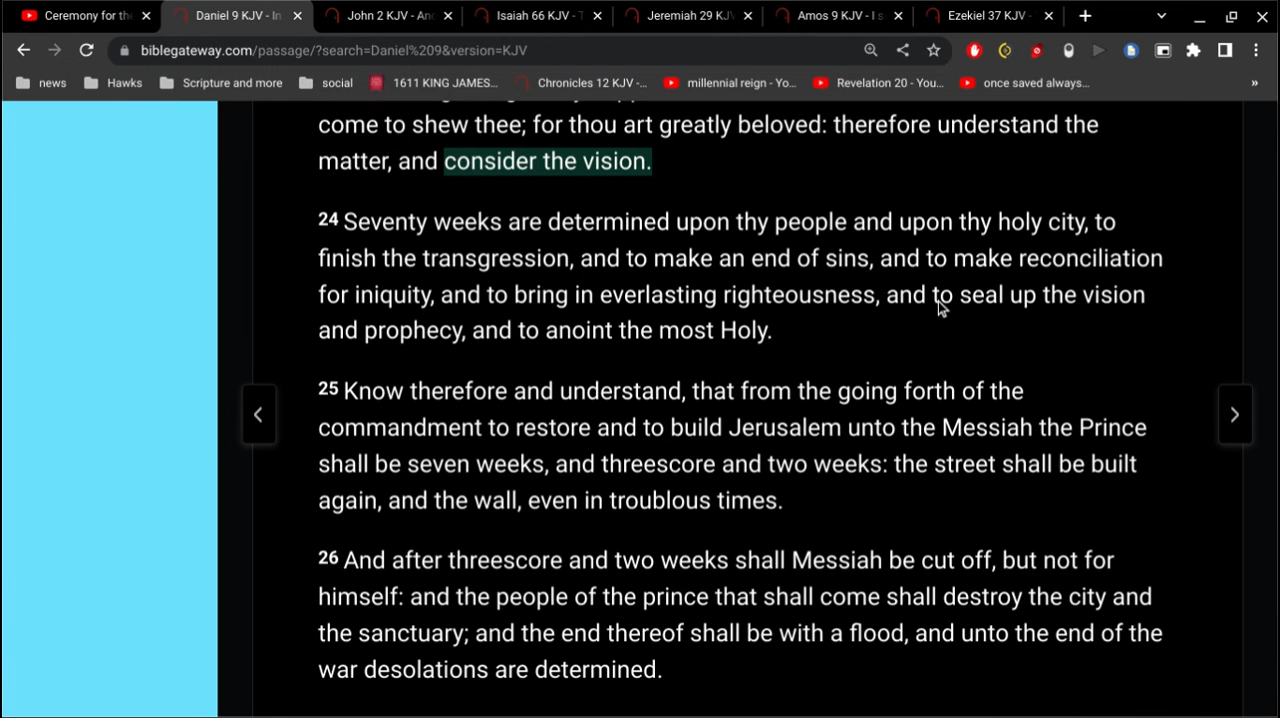 Ceremony for th
Daniel 9 KJV - In
John 2 KJV - And
Isaiah 66 KJV - T
Jeremiah 29 KJV
Amos 9 KJV - I s
Ezekiel 37 KJV -
biblegateway.com/passage/?search=Daniel%209&version=KJV
news
Hawks
Scripture and more
social
1611 KING JAMES...
Chronicles 12 KJV -...
millennial reign - Yo...
Revelation 20 - You...
once saved always...
»
come to shew thee; for thou art greatly beloved: therefore understand the
matter, and consider the vision.
24 Seventy weeks are determined upon thy people and upon thy holy city, to
finish the transgression, and to make an end of sins, and to make reconciliation
for iniquity, and to bring in everlasting righteousness, and to seal up the vision
and prophecy, and to anoint the most Holy.
25 Know therefore and understand, that from the going forth of the
commandment to restore and to build Jerusalem unto the Messiah the Prince
shall be seven weeks, and threescore and two weeks: the street shall be built
again, and the wall, even in troublous times.
26 And after threescore and two weeks shall Messiah be cut off, but not for
himself: and the people of the prince that shall come shall destroy the city and
the sanctuary; and the end thereof shall be with a flood, and unto the end of the
war desolations are determined.